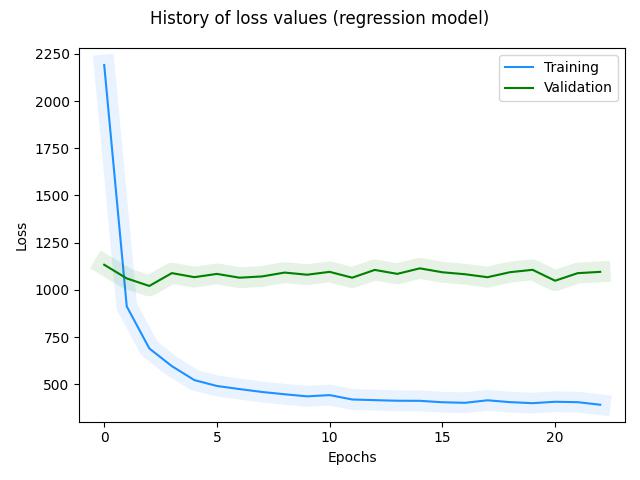 History of loss values (regression model)
Training
Validation
2250
2000
1750
1500
1250
1000
750
500
Loss
0 5 10 15 20
Epochs